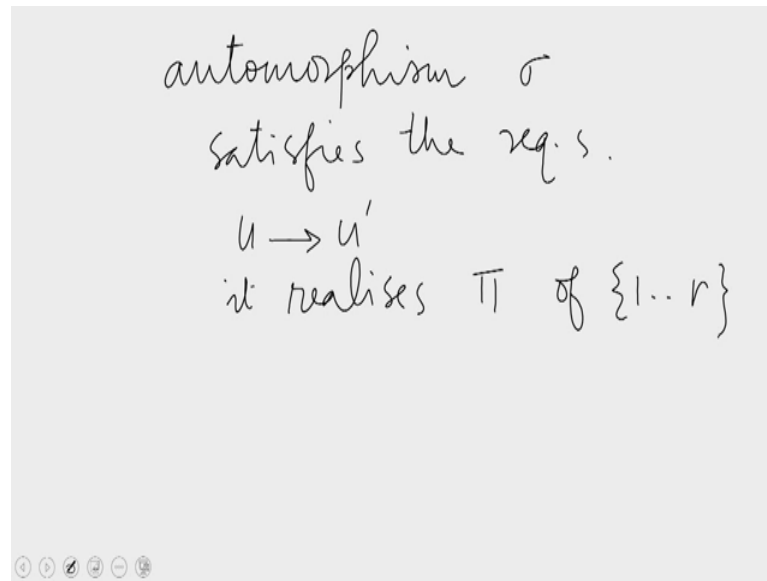 automorphism σ
satisfies the req.s.
u → u'
it realises π of {1..r}